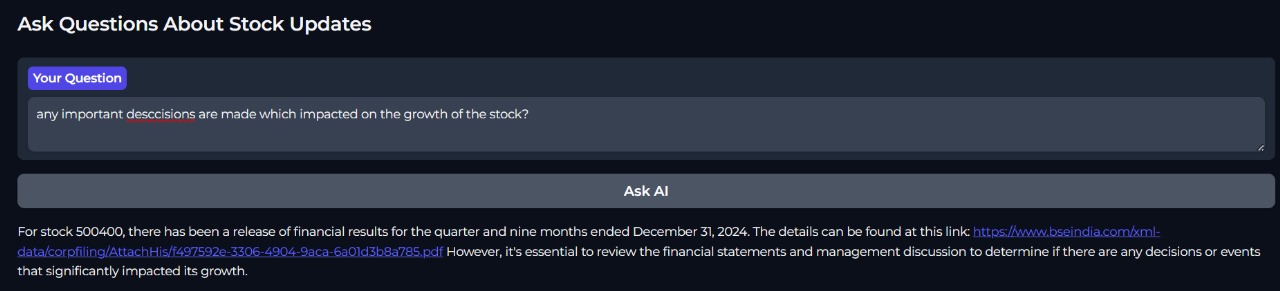 Ask Questions About Stock Updates
Your Question
any important desccisions are made which impacted on the growth of the stock?
Ask AI
For stock 500400, there has been a release of financial results for the quarter and nine months ended December 31, 2024. The details can be found at this link: https://www.bseindia.com/xml-
data/corpfiling/AttachHis/f497592e-3306-4904-9aca-6a01d3b8a785.pdf However, it's essential to review the financial statements and management discussion to determine if there are any decisions or events
that significantly impacted its growth.